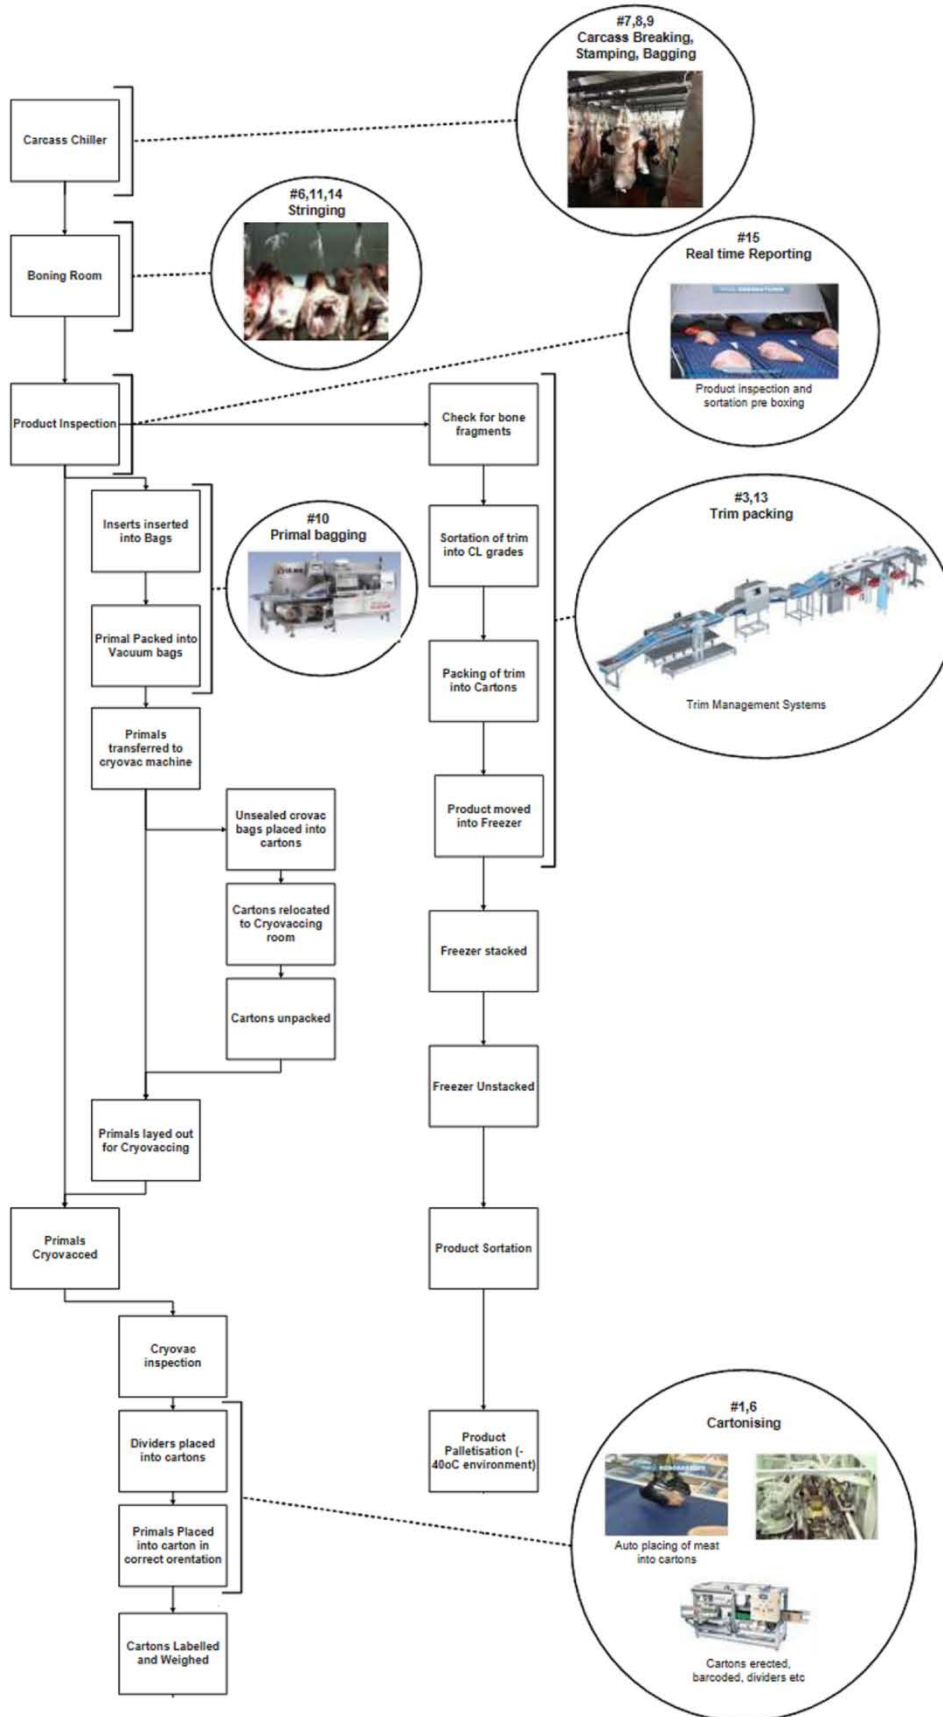 #7,8,9
Carcass Breaking,
Stamping, Bagging
Carcass Chiller
#6,11,14
Stringing
Boning Room
#15
Real time Reporting
Product inspection and
sortation pre boxing
Product Inspection
Check for bone
fragments
#3,13
Trim packing
Trim Management Systems
Inserts inserted
into Bags
#10
Primal bagging
Sortation of trim
into CL grades
Primal Packed into
Vacuum bags
Packing of trim
into Cartons
Primals
transferred to
cryovac machine
Unsealed crovac
bags placed into
cartons
Product moved
into Freezer
Cartons relocated
to Cryovaccing
room
Freezer stacked
Cartons unpacked
Freezer Unstacked
Primals layed out
for Cryovaccing
Primals
Cryovacced
Product Sortation
Cryovac
inspection
Dividers placed
into cartons
Product
Palletisation (-
40oC environment)
#1,6
Cartonising
Auto placing of meat
into cartons
Cartons erected,
barcoded, dividers etc
Primals Placed
into carton in
correct orentation
Cartons Labelled
and Weighed